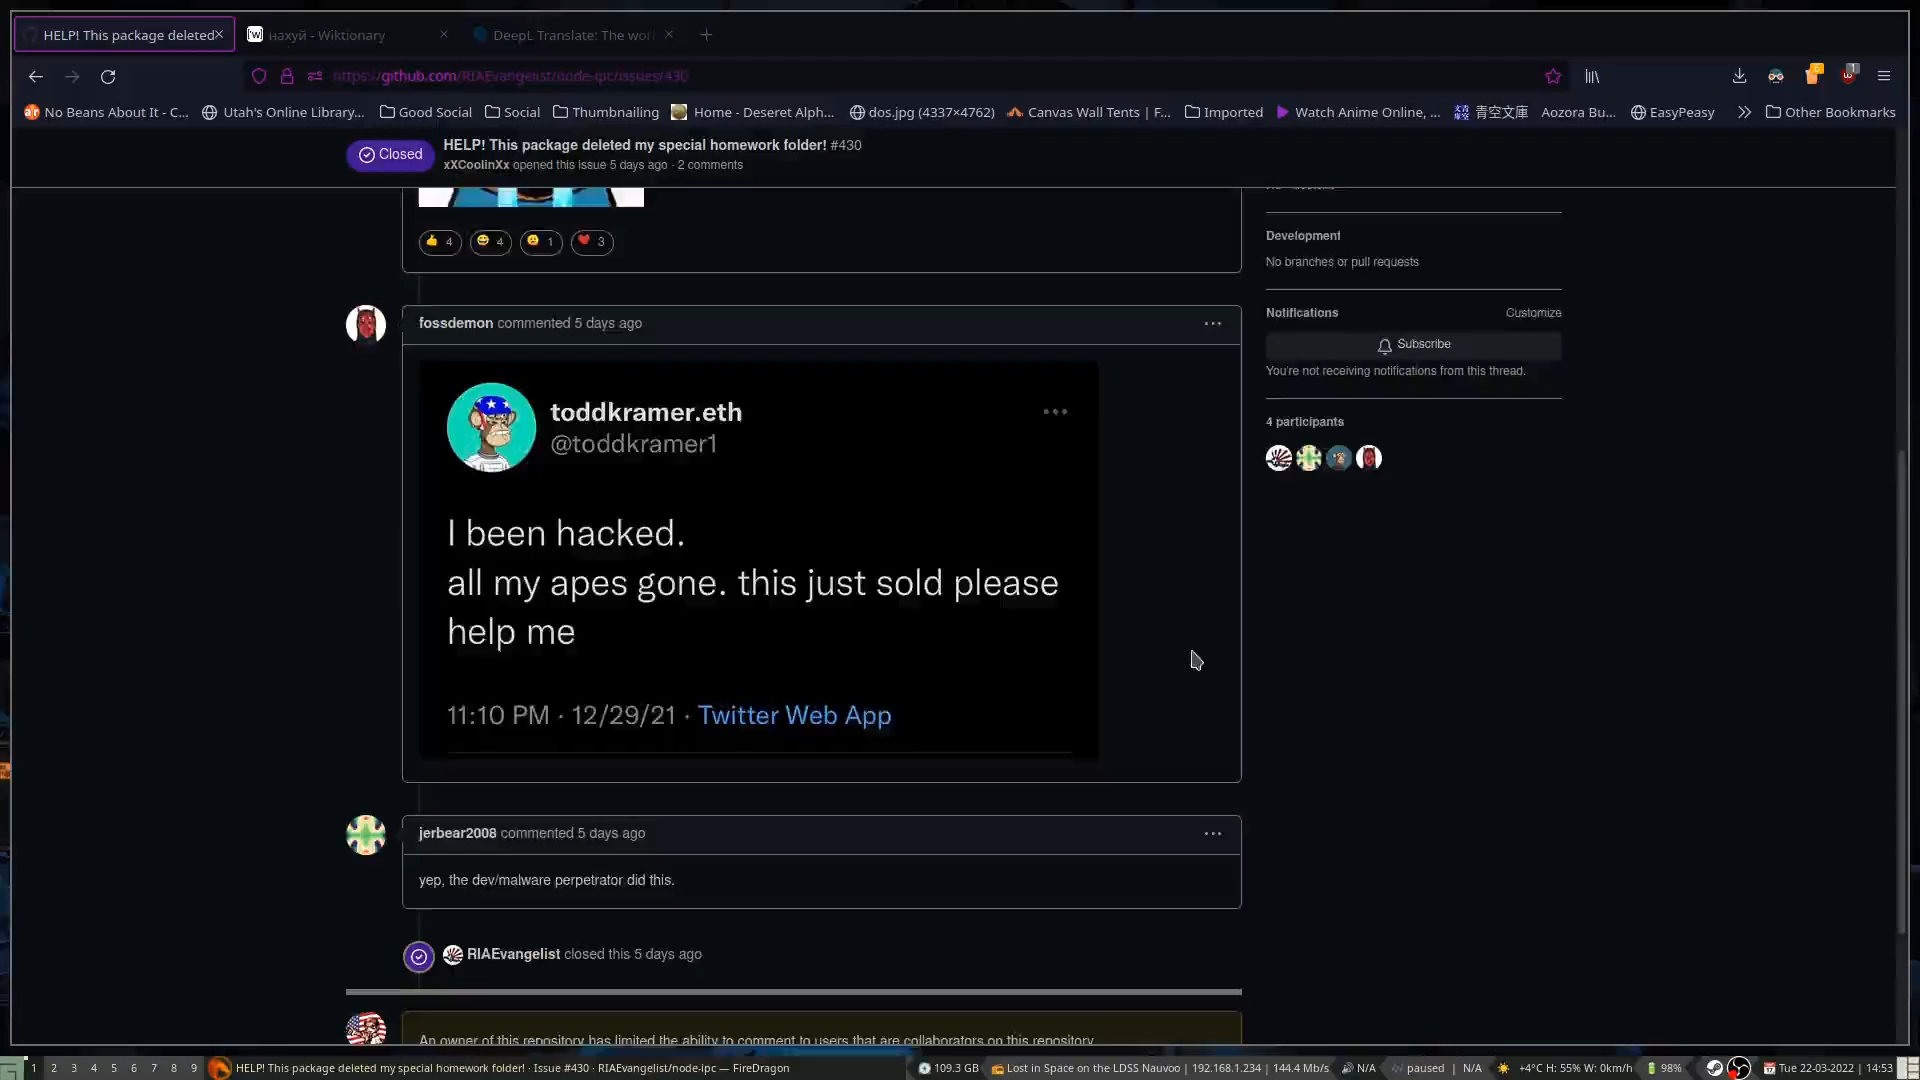 HELP! This package deleted
нахуй - Wiktionary
DeepL Translate: The wor
https://github.com/RIAEvangelist/node-ipc/issues/430
No Beans About It - C...
Utah's Online Library...
Good Social
Social
Thumbnailing
Home - Deseret Alph...
dos.jpg (4337×4762)
Canvas Wall Tents | F...
Imported
Watch Anime Online, ...
青空文庫 Aozora Bu...
EasyPeasy
Other Bookmarks
Closed
HELP! This package deleted my special homework folder! #430
xXCoolinXx opened this issue 5 days ago · 2 comments
4
4
1
3
Development
No branches or pull requests
Notifications
Customize
Subscribe
You're not receiving notifications from this thread.
4 participants
fossdemon commented 5 days ago
toddkramer.eth
@toddkramer1
I been hacked.
all my apes gone. this just sold please
help me
11:10 PM · 12/29/21 · Twitter Web App
jerbear2008 commented 5 days ago
yep, the dev/malware perpetrator did this.
RIAEvangelist closed this 5 days ago
An owner of this repository has limited the ability to comment to users that are collaborators on this repository.
1 2 3 4 5 6 7 8 9
HELP! This package deleted my special homework folder! · Issue #430 · RIAEvangelist/node-ipc — FireDragon
109.3 GB
Lost in Space on the LDSS Nauvoo | 192.168.1.234 | 144.4 Mb/s
N/A
paused | N/A
+4°C H: 55% W: 0km/h
98%
Tue 22-03-2022 | 14:53